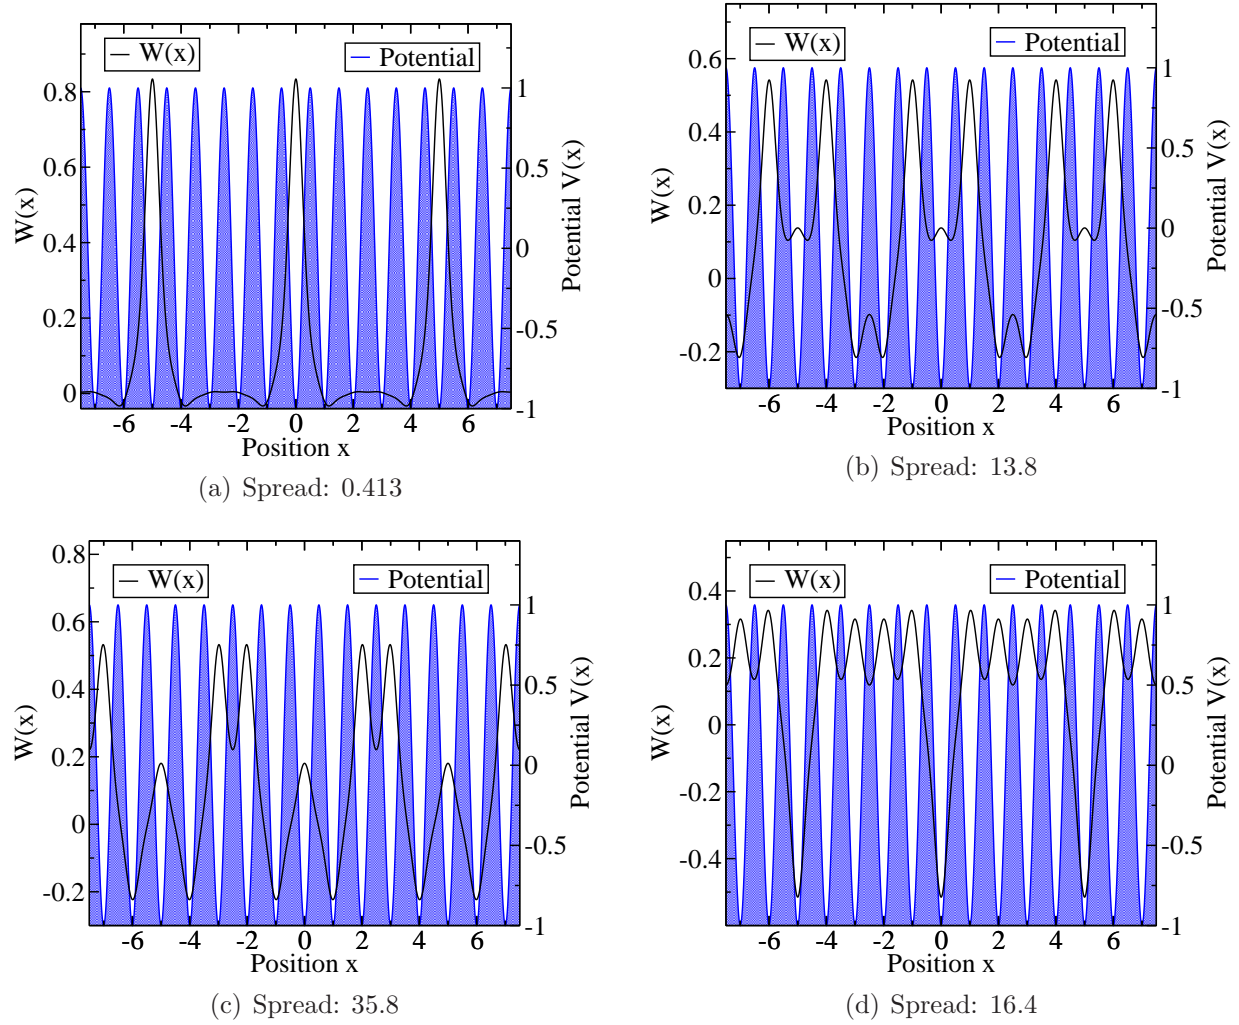 W(x)
Potential
0.8
0.6
0.4
0.2
0
1
0.5
0
-0.5
-1
W(x)
Potential V(x)
-6 -4 -2 0 2 4 6
Position x
(a) Spread: 0.413
W(x)
Potential
0.6
0.4
0.2
0
-0.2
1
0.5
0
-0.5
-1
W(x)
Potential V(x)
-6 -4 -2 0 2 4 6
Position x
(b) Spread: 13.8
W(x)
Potential
0.8
0.6
0.4
0.2
0
-0.2
1
0.5
0
-0.5
-1
W(x)
Potential V(x)
-6 -4 -2 0 2 4 6
Position x
(c) Spread: 35.8
W(x)
Potential
0.4
0.2
0
-0.2
-0.4
1
0.5
0
-0.5
-1
W(x)
Potential V(x)
-6 -4 -2 0 2 4 6
Position x
(d) Spread: 16.4